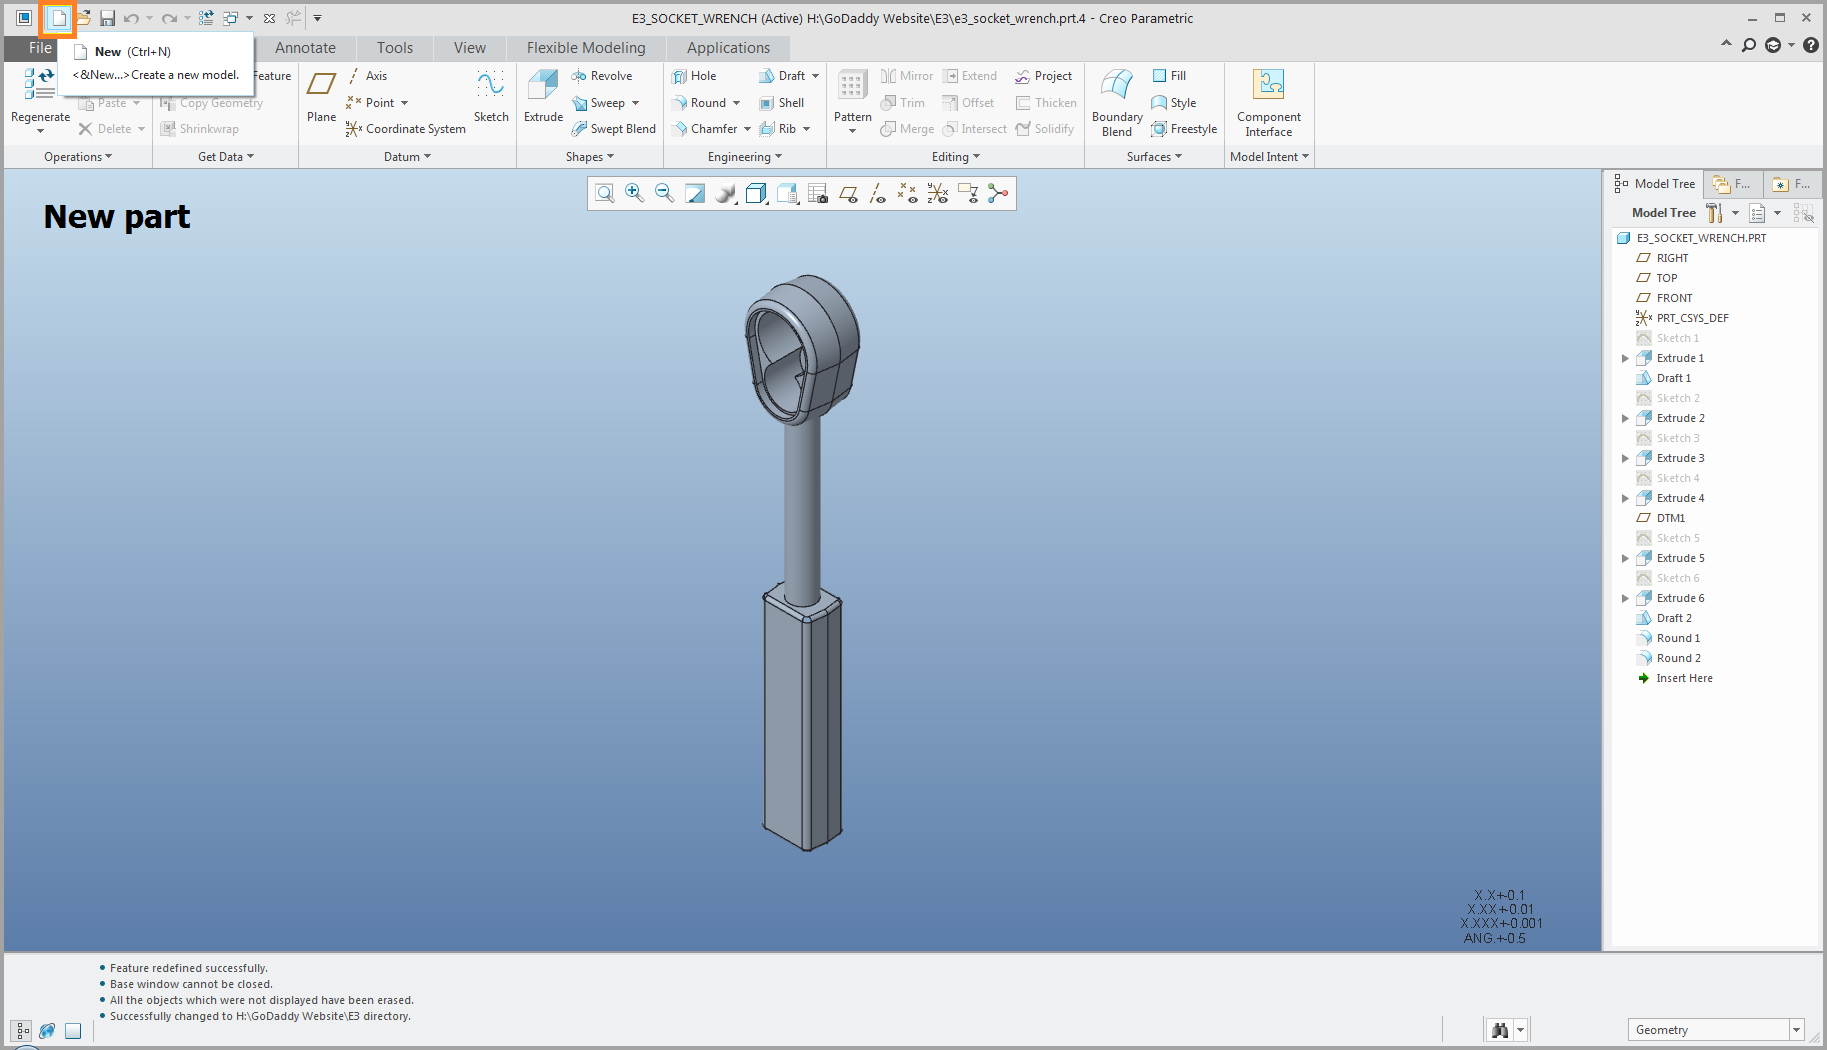 E3_SOCKET_WRENCH (Active) H:\GoDaddy Website\E3\e3_socket_wrench.prt.4 - Creo Parametric
File
Annotate
Tools
View
Flexible Modeling
Applications
New (Ctrl+N)
<&New...>Create a new model.
Regenerate
Paste
Delete
Operations
Feature
Copy Geometry
Shrinkwrap
Get Data
Plane
Axis
Point
Coordinate System
Sketch
Datum
Extrude
Revolve
Sweep
Swept Blend
Shapes
Hole
Round
Chamfer
Draft
Shell
Rib
Engineering
Pattern
Mirror
Trim
Merge
Extend
Offset
Intersect
Project
Thicken
Solidify
Editing
Boundary
Blend
Fill
Style
Freestyle
Surfaces
Component
Interface
Model Intent
New part
Model Tree
F...
F...
Model Tree
E3_SOCKET_WRENCH.PRT
RIGHT
TOP
FRONT
PRT_CSYS_DEF
Sketch 1
Extrude 1
Draft 1
Sketch 2
Extrude 2
Sketch 3
Extrude 3
Sketch 4
Extrude 4
DTM1
Sketch 5
Extrude 5
Sketch 6
Extrude 6
Draft 2
Round 1
Round 2
Insert Here
X.X+-0.1
X.XX+-0.01
X.XXX+-0.001
ANG.+-0.5
• Feature redefined successfully.
• Base window cannot be closed.
• All the objects which were not displayed have been erased.
• Successfully changed to H:\GoDaddy Website\E3 directory.
Geometry